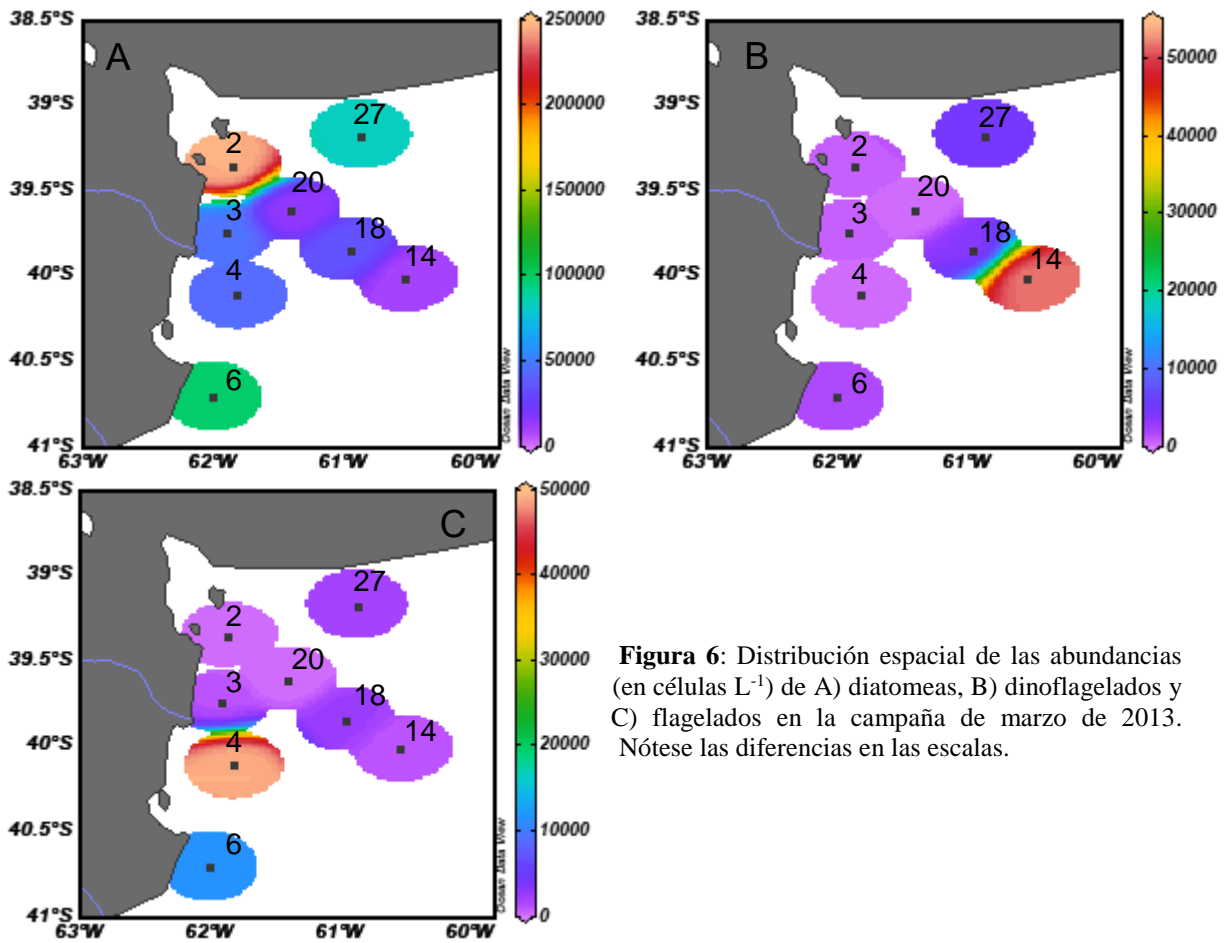 A
38.5°S
39°S
39.5°S
40°S
40.5°S
41°S
63°W
62°W
61°W
60°W
2
27
20
3
18
14
4
6
250000
200000
150000
100000
50000
0
Ocean Data View
B
38.5°S
39°S
39.5°S
40°S
40.5°S
41°S
63°W
62°W
61°W
60°W
2
27
20
3
18
14
4
6
50000
40000
30000
20000
10000
0
Ocean Data View
C
38.5°S
39°S
39.5°S
40°S
40.5°S
41°S
63°W
62°W
61°W
60°W
2
27
20
3
18
14
4
6
50000
40000
30000
20000
10000
0
Ocean Data View
Figura 6: Distribución espacial de las abundancias
(en células L⁻¹) de A) diatomeas, B) dinoflagelados y
C) flagelados en la campaña de marzo de 2013.
Nótese las diferencias en las escalas.